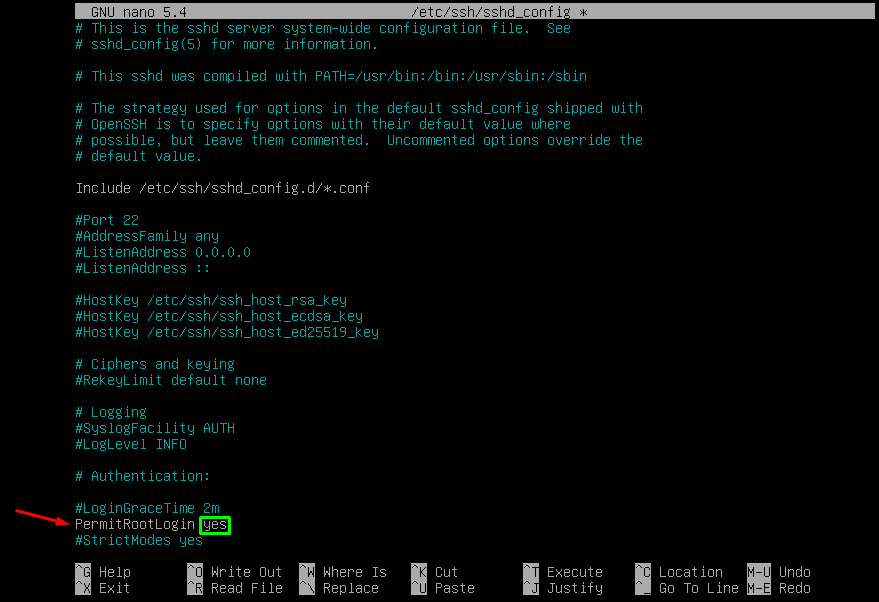 GNU nano 5.4 /etc/ssh/sshd_config *
# This is the sshd server system-wide configuration file.  See
# sshd_config(5) for more information.
# This sshd was compiled with PATH=/usr/bin:/bin:/usr/sbin:/sbin
# The strategy used for options in the default sshd_config shipped with
# OpenSSH is to specify options with their default value where
# possible, but leave them commented.  Uncommented options override the
# default value.
Include /etc/ssh/sshd_config.d/*.conf
#Port 22
#AddressFamily any
#ListenAddress 0.0.0.0
#ListenAddress ::
#HostKey /etc/ssh/ssh_host_rsa_key
#HostKey /etc/ssh/ssh_host_ecdsa_key
#HostKey /etc/ssh/ssh_host_ed25519_key
# Ciphers and keying
#RekeyLimit default none
# Logging
#SyslogFacility AUTH
#LogLevel INFO
# Authentication:
#LoginGraceTime 2m
PermitRootLogin yes
#StrictModes yes
^G Help ^O Write Out ^W Where Is ^K Cut ^T Execute ^C Location M-U Undo
^X Exit ^R Read File ^\ Replace ^U Paste ^J Justify ^_ Go To Line M-E Redo